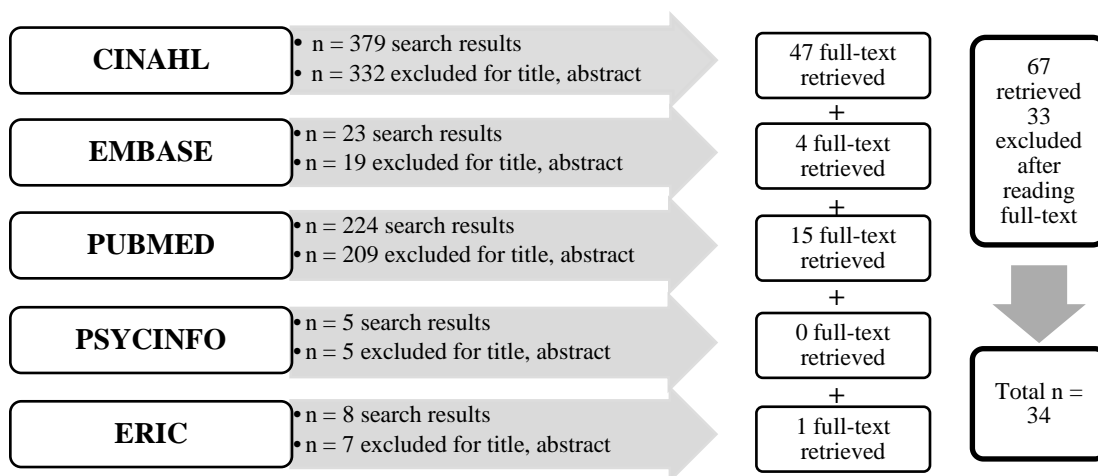 CINAHL
• n = 379 search results
• n = 332 excluded for title, abstract
47 full-text
retrieved
+
EMBASE
• n = 23 search results
• n = 19 excluded for title, abstract
4 full-text
retrieved
+
PUBMED
• n = 224 search results
• n = 209 excluded for title, abstract
15 full-text
retrieved
+
PSYCINFO
• n = 5 search results
• n = 5 excluded for title, abstract
0 full-text
retrieved
+
ERIC
• n = 8 search results
• n = 7 excluded for title, abstract
1 full-text
retrieved
67
retrieved
33
excluded
after
reading
full-text
Total n =
34